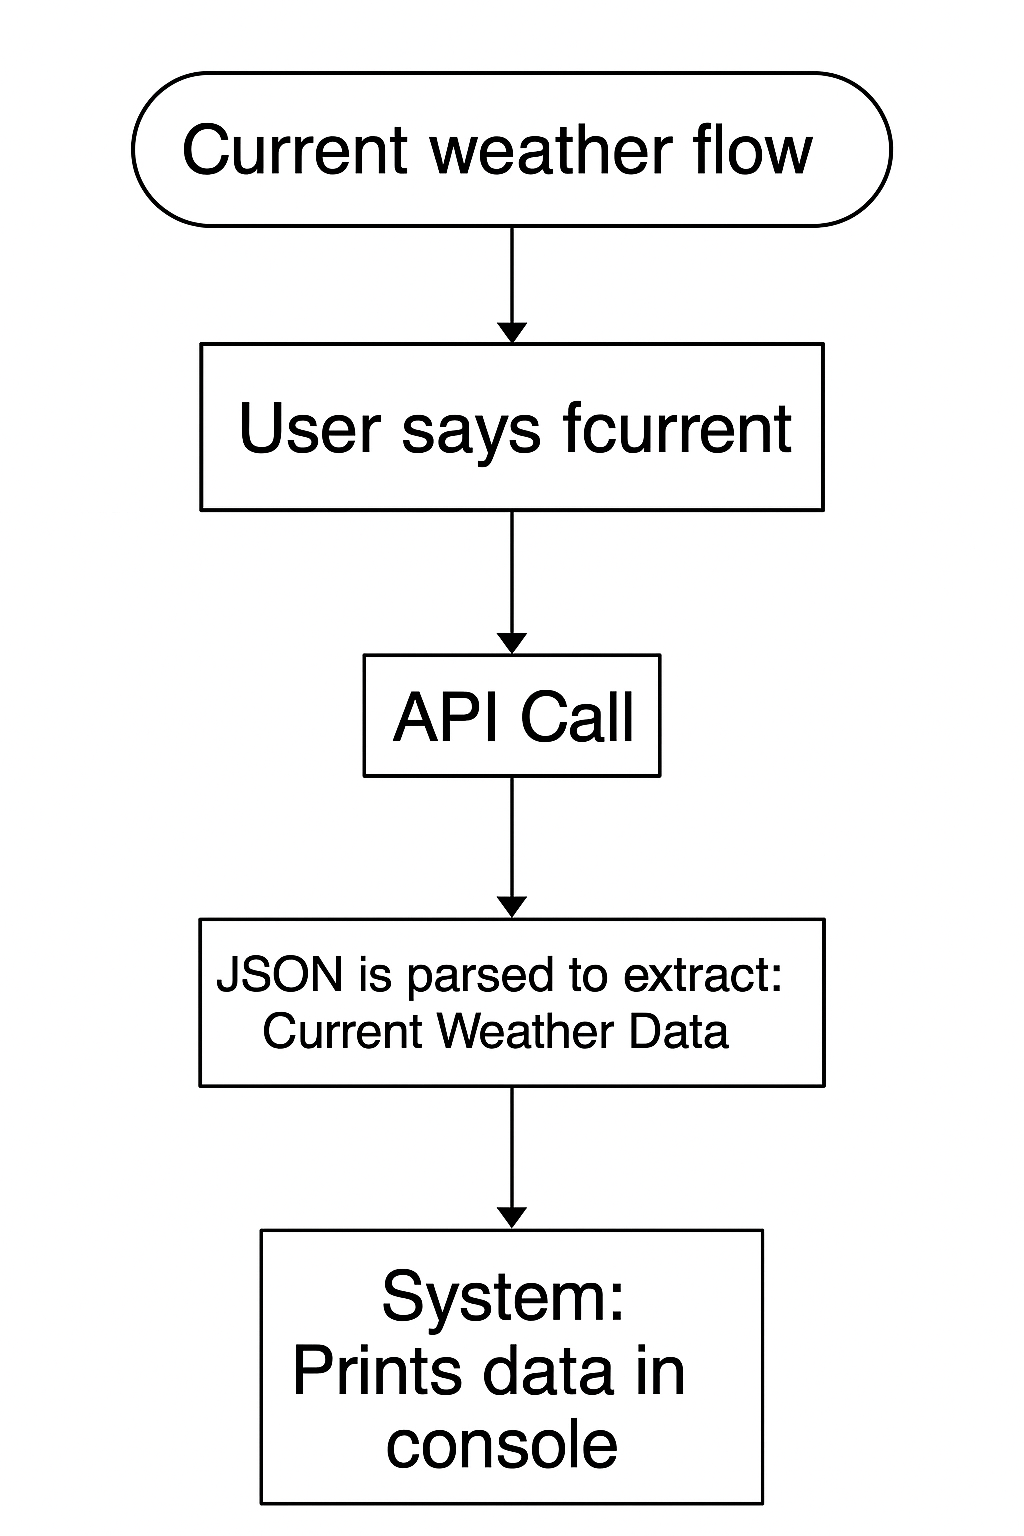 Current weather flow
User says fcurrent
API Call
JSON is parsed to extract:
Current Weather Data
System:
Prints data in
console